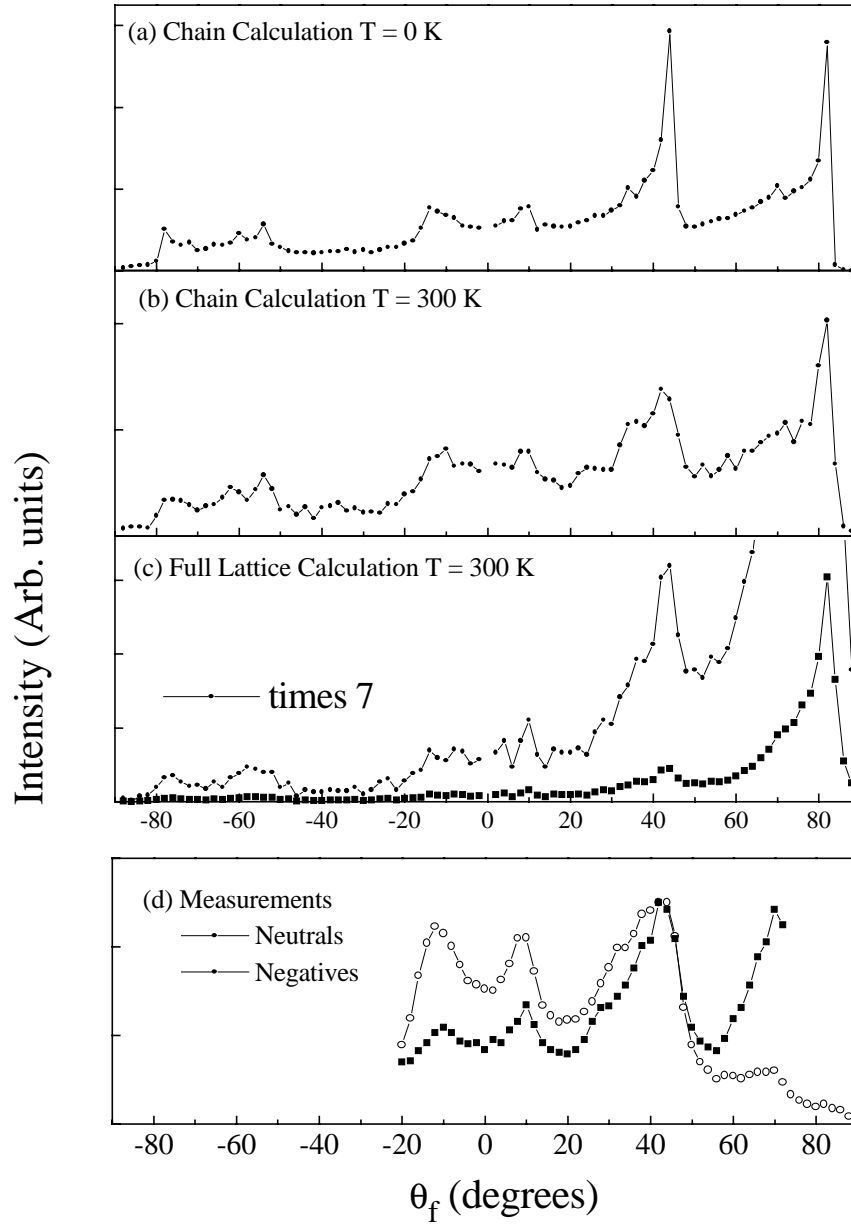 (a) Chain Calculation T = 0 K
(b) Chain Calculation T = 300 K
(c) Full Lattice Calculation T = 300 K
times 7
Intensity (Arb. units)
-80 -60 -40 -20 0 20 40 60 80
(d) Measurements
Neutrals
Negatives
-80 -60 -40 -20 0 20 40 60 80
θf (degrees)